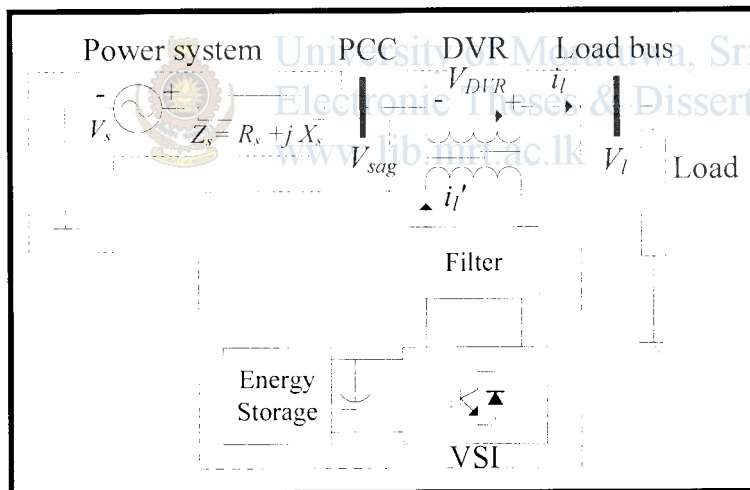 Power system PCC DVR Load bus
University of Moratuwa, Sri
Electronic Theses & Dissert
www.lib.mrt.ac.lk
- + - V_DVR + i_l
V_s Z_s = R_s + j X_s
V_sag V_l Load
i_l'
Filter
Energy
Storage
VSI